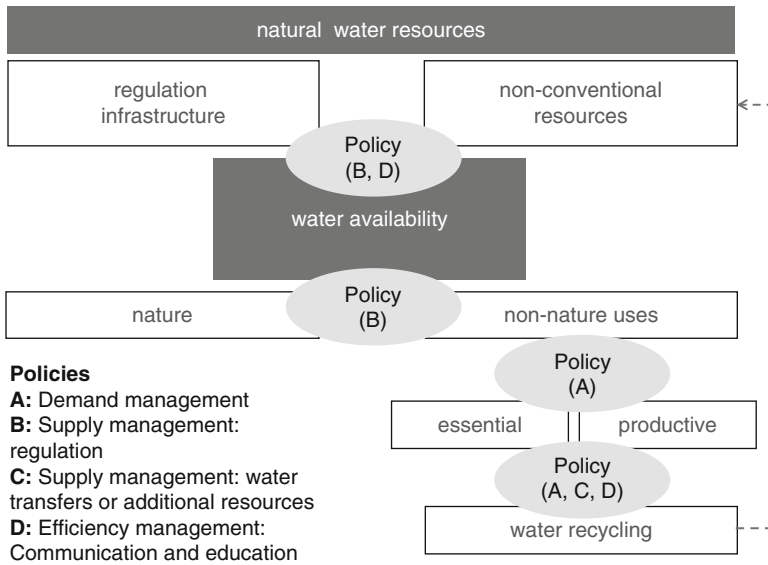 natural water resources
regulation
infrastructure
non-conventional
resources
Policy
(B, D)
water availability
nature
Policy
(B)
non-nature uses
Policy
(A)
essential
productive
Policy
(A, C, D)
water recycling
Policies
A: Demand management
B: Supply management:
regulation
C: Supply management: water
transfers or additional resources
D: Efficiency management:
Communication and education